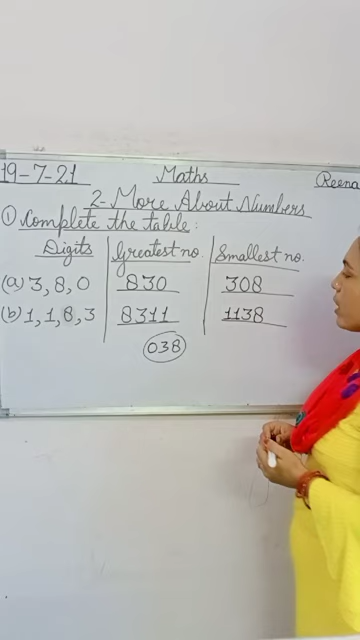 19-7-21 Maths Reena
2-More About Numbers
① Complete the table:
Digits Greatest no. Smallest no.
(a) 3, 8, 0 830 308
(b) 1, 1, 8, 3 8311 1138
038